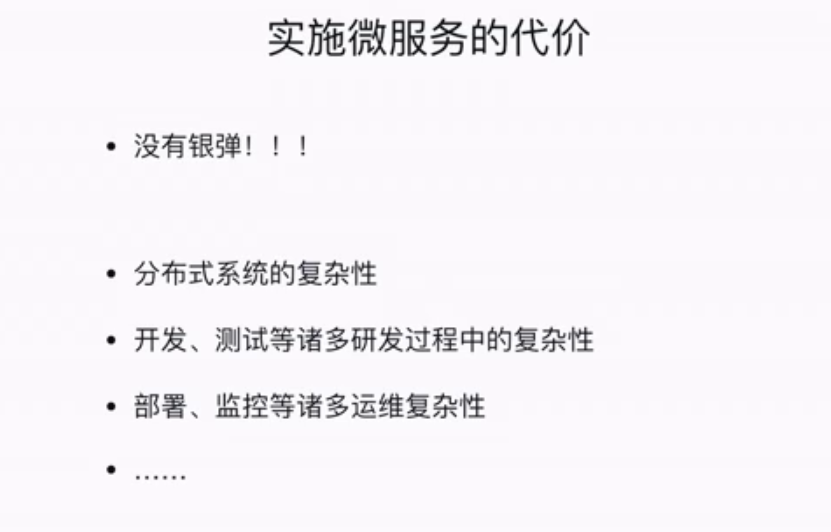 实施微服务的代价
• 没有银弹！！！
• 分布式系统的复杂性
• 开发、测试等诸多研发过程中的复杂性
• 部署、监控等诸多运维复杂性
• ……